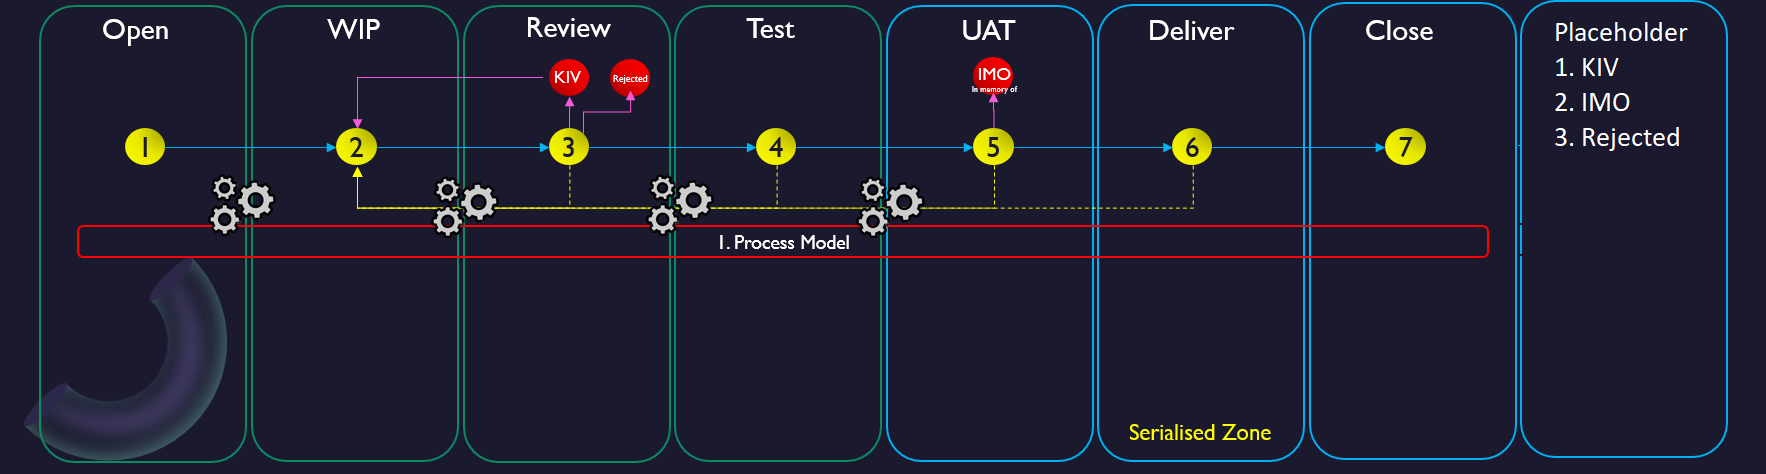 Open
WIP
Review
Test
UAT
Deliver
Close
Placeholder
1. KIV
2. IMO
3. Rejected
KIV
Rejected
IMO
In memory of
1
2
3
4
5
6
7
1. Process Model
Serialised Zone